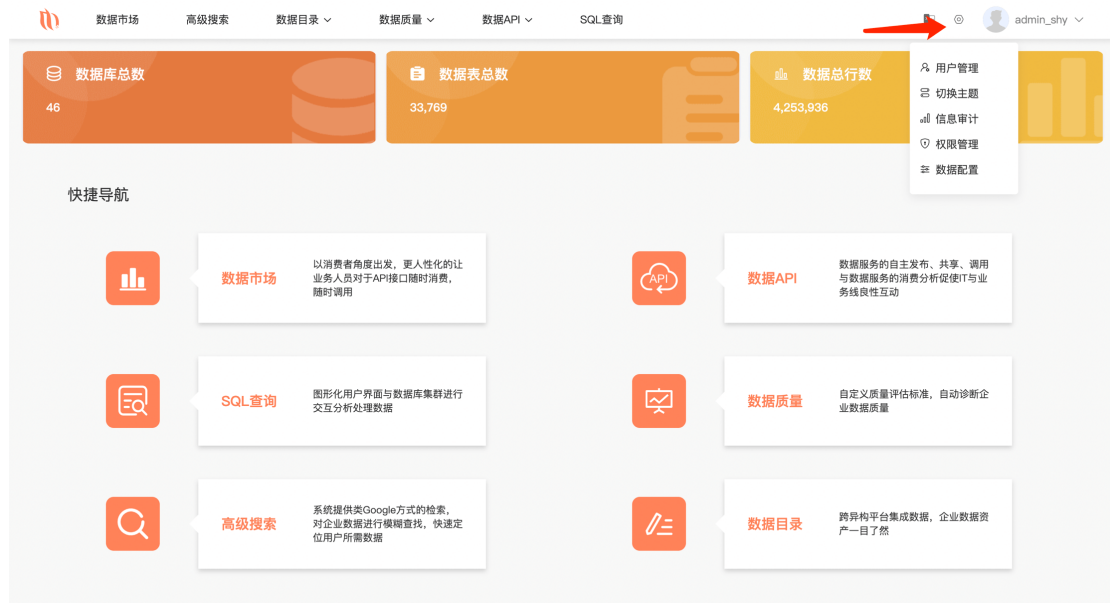 数据市场 高级搜索 数据目录 数据质量 数据API SQL查询 admin_shy
数据库总数
46
数据表总数
33,769
数据总行数
4,253,936
用户管理
切换主题
信息审计
权限管理
数据配置
快捷导航
数据市场
以消费者角度出发，更人性化的让
业务人员对于API接口随时消费，
随时调用
API
数据API
数据服务的自主发布、共享、调用
与数据服务的消费分析促使IT与业
务线良性互动
SQL查询
图形化用户界面与数据库集群进行
交互分析处理数据
数据质量
自定义质量评估标准，自动诊断企
业数据质量
高级搜索
系统提供类Google方式的检索，
对企业数据进行模糊查找，快速定
位用户所需数据
数据目录
跨异构平台集成数据，企业数据资
产一目了然